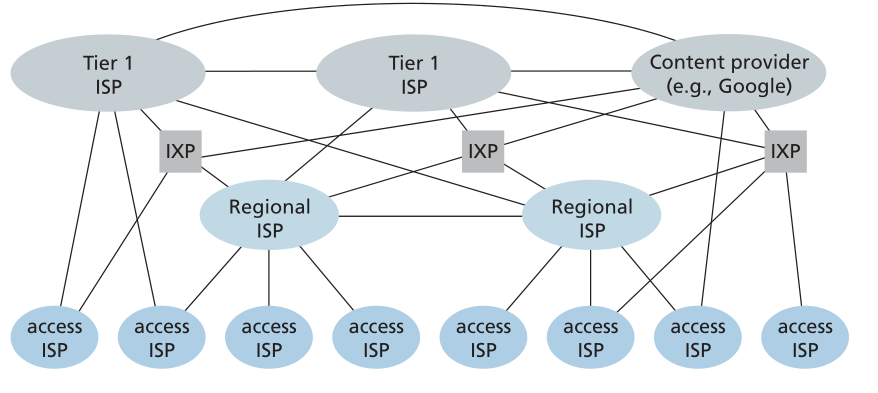 Tier 1
ISP
Tier 1
ISP
Content provider
(e.g., Google)
IXP
IXP
IXP
Regional
ISP
Regional
ISP
access
ISP
access
ISP
access
ISP
access
ISP
access
ISP
access
ISP
access
ISP
access
ISP